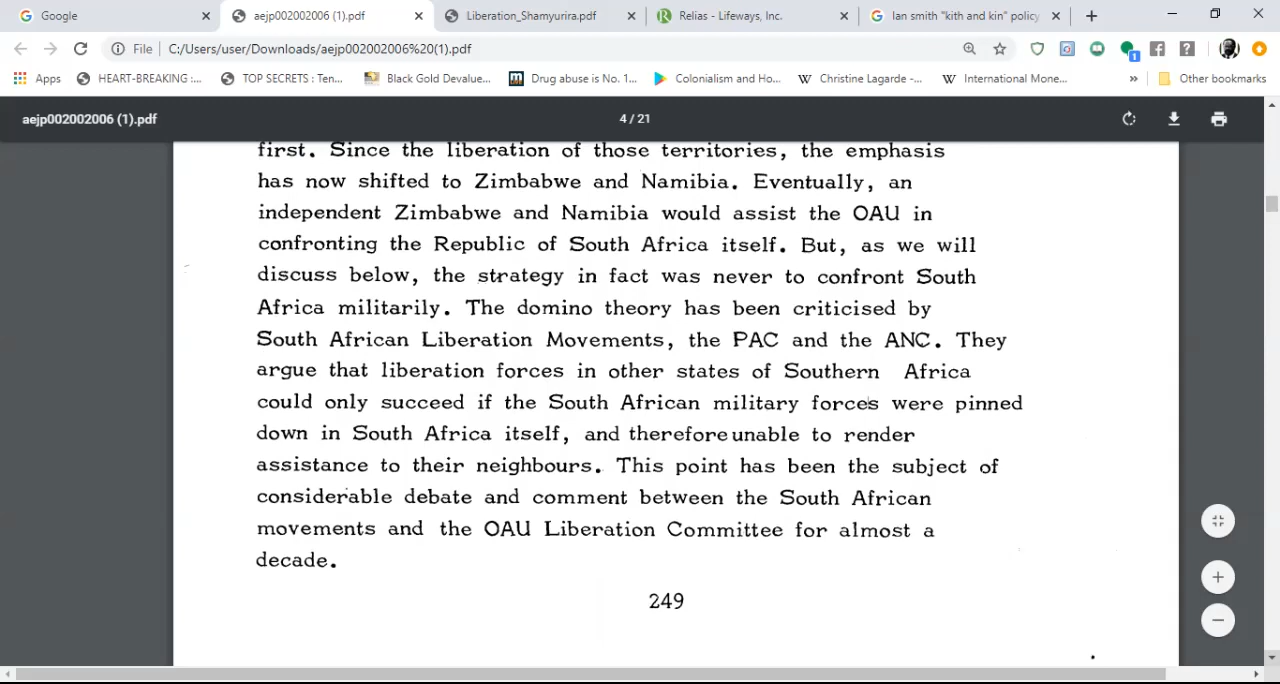 Google
aejp002002006 (1).pdf
Liberation_Shamyurira.pdf
Relias - Lifeways, Inc.
Ian smith "kith and kin" policy
File
C:/Users/user/Downloads/aejp002002006%20(1).pdf
1
Apps
HEART-BREAKING :...
TOP SECRETS : Ten...
Black Gold Devalue...
Drug abuse is No. 1...
Colonialism and Ho...
Christine Lagarde -...
International Mone...
»
Other bookmarks
aejp002002006 (1).pdf
4 / 21
first. Since the liberation of those territories, the emphasis
has now shifted to Zimbabwe and Namibia. Eventually, an
independent Zimbabwe and Namibia would assist the OAU in
confronting the Republic of South Africa itself. But, as we will
discuss below, the strategy in fact was never to confront South
Africa militarily. The domino theory has been criticised by
South African Liberation Movements, the PAC and the ANC. They
argue that liberation forces in other states of Southern Africa
could only succeed if the South African military forces were pinned
down in South Africa itself, and therefore unable to render
assistance to their neighbours. This point has been the subject of
considerable debate and comment between the South African
movements and the OAU Liberation Committee for almost a
decade.
249